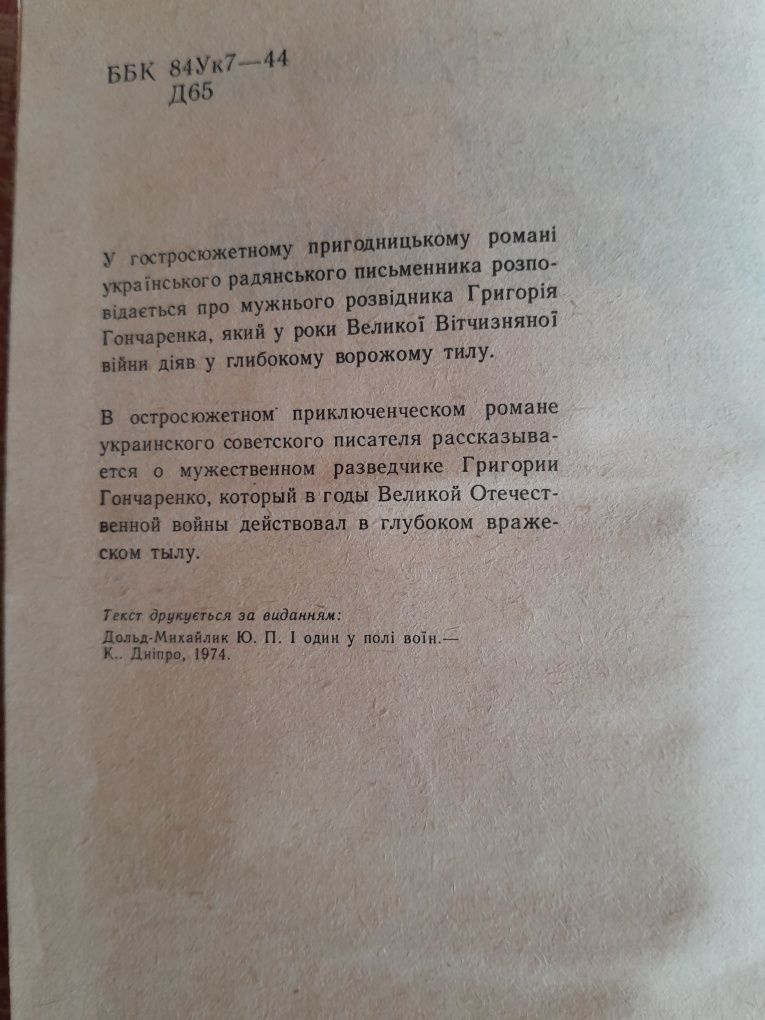 ББК 84Ук7—44
Д65
У гостросюжетному пригодницькому романі
українського радянського письменника розпо-
відається про мужнього розвідника Григорія
Гончаренка, який у роки Великої Вітчизняної
війни діяв у глибокому ворожому тилу.
В остросюжетном приключенческом романе
украинского советского писателя рассказыва-
ется о мужественном разведчике Григории
Гончаренко, который в годы Великой Отечест-
венной войны действовал в глубоком враже-
ском тылу.
Текст друкується за виданням:
Дольд-Михайлик Ю. П. І один у полі воїн.—
К.. Дніпро, 1974.